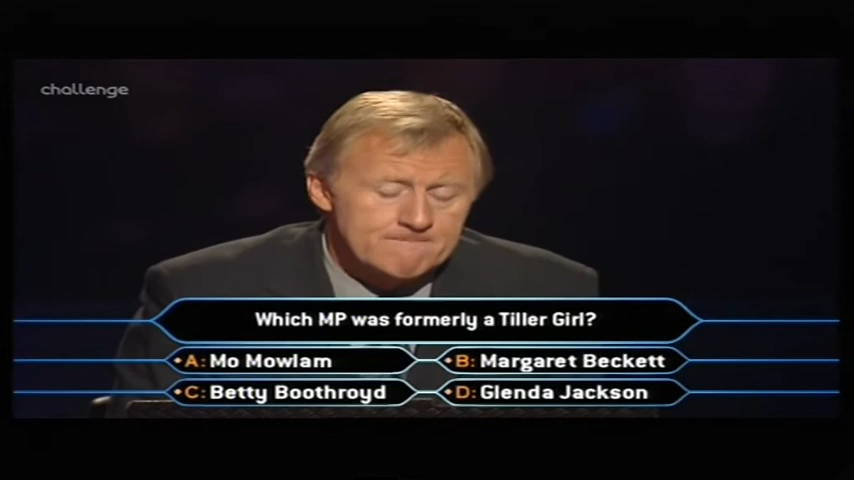 challenge
Which MP was formerly a Tiller Girl?
A: Mo Mowlam
B: Margaret Beckett
C: Betty Boothroyd
D: Glenda Jackson